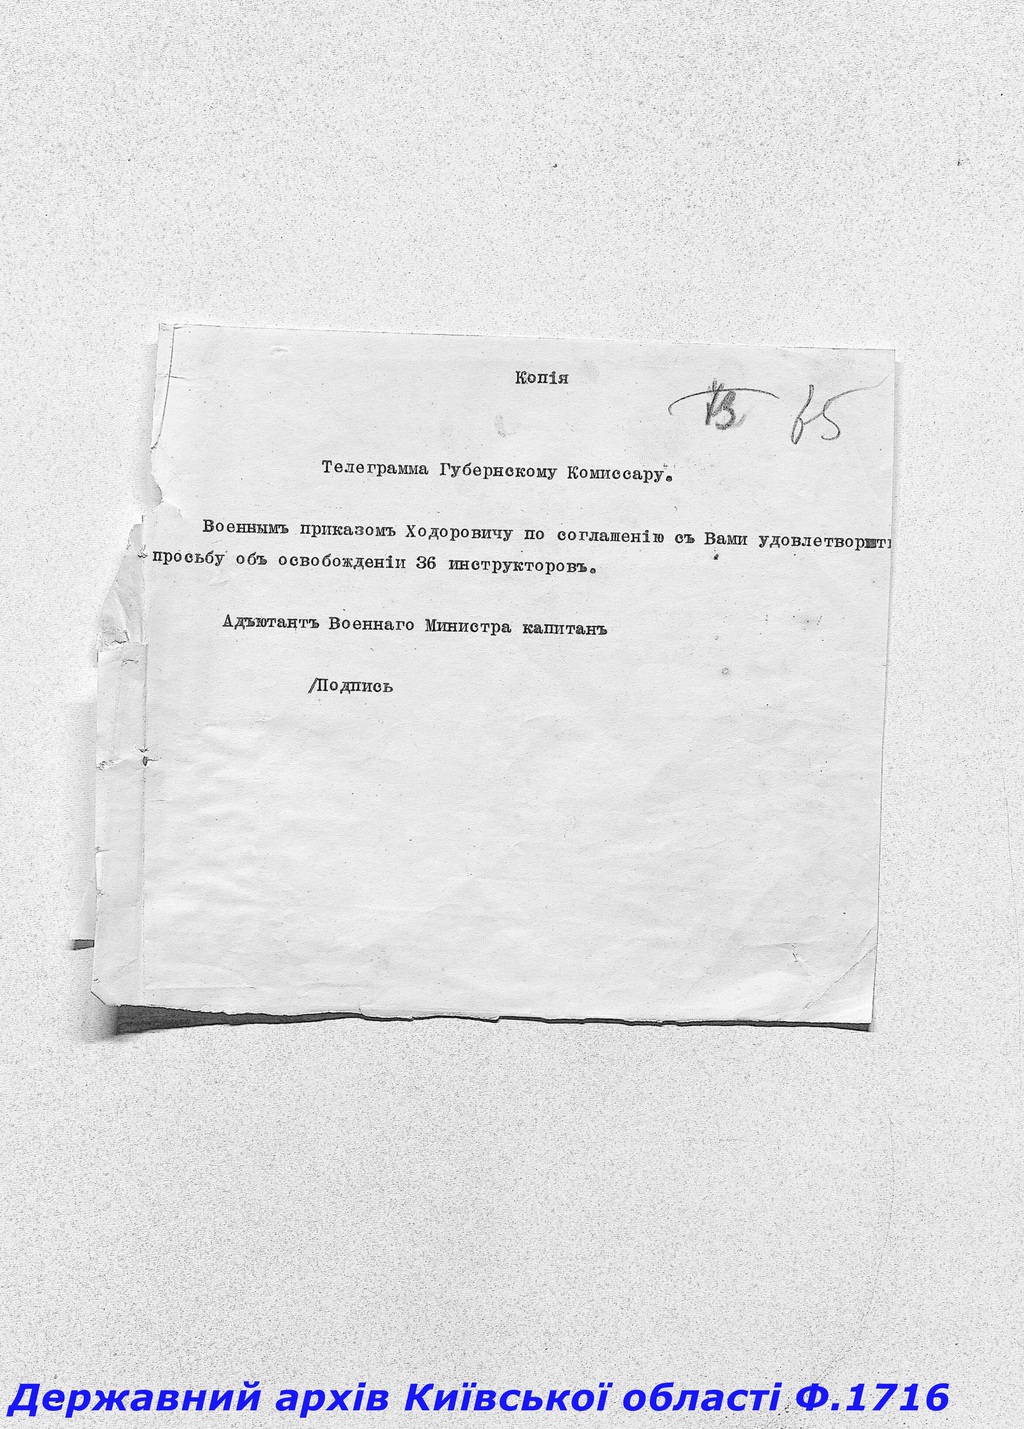 Копія
65
Телеграмма Губернскому Комиссару.
Военнымъ приказомъ Ходоровичу по соглашенію съ Вами удовлетворить
просьбу объ освобожденіи 36 инструкторовъ.
Адъютантъ Военнаго Министра капитанъ
/Подпись
Державний архів Київської області Ф.1716